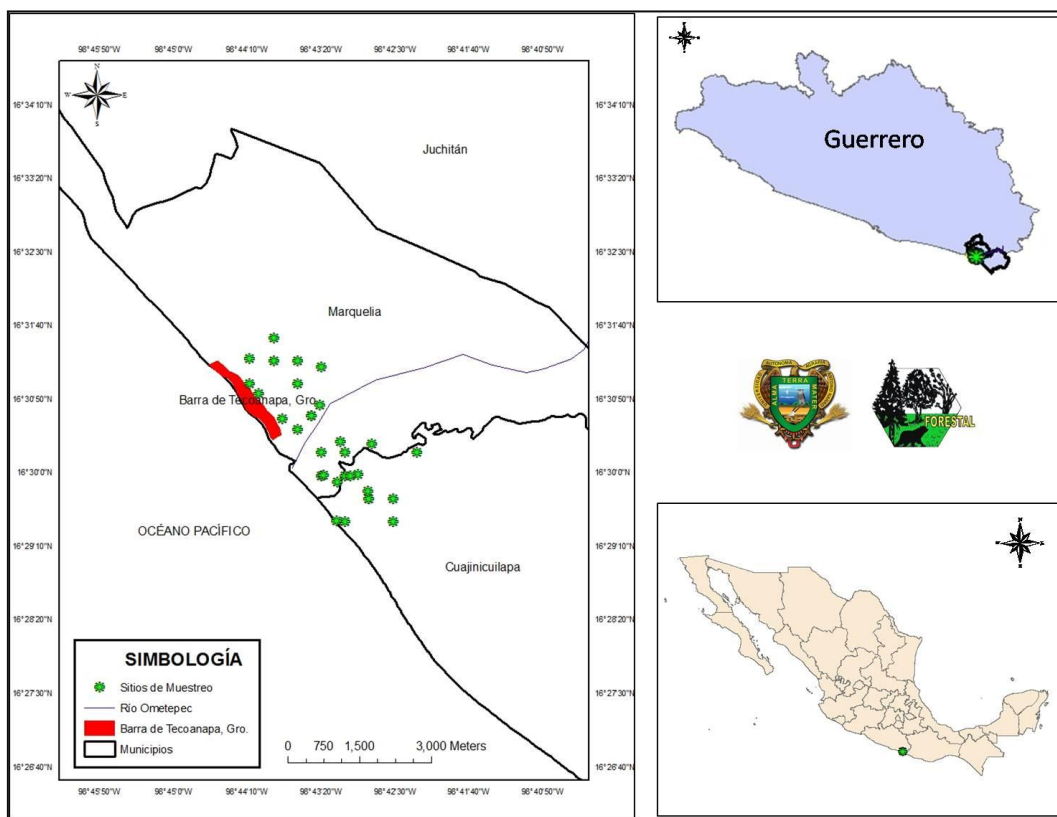 98°45'50"W 98°45'0"W 98°44'10"W 98°43'20"W 98°42'30"W 98°41'40"W 98°40'50"W
N
W E
S
16°34'10"N 16°34'10"N
Juchitán
16°33'20"N 16°33'20"N
16°32'30"N 16°32'30"N
Marquelia
16°31'40"N 16°31'40"N
Barra de Tecoanapa, Gro.
16°30'50"N 16°30'50"N
16°30'0"N 16°30'0"N
OCÉANO PACÌFICO
16°29'10"N 16°29'10"N
Cuajinicuilapa
16°28'20"N 16°28'20"N
SIMBOLOGÍA
Sitios de Muestreo
Río Ometepec
Barra de Tecoanapa, Gro.
Municipios
16°27'30"N 16°27'30"N
0 750 1,500 3,000 Meters
16°26'40"N 16°26'40"N
98°45'50"W 98°45'0"W 98°44'10"W 98°43'20"W 98°42'30"W 98°41'40"W 98°40'50"W
Guerrero
ALMA TERRA MATER
FORESTAL